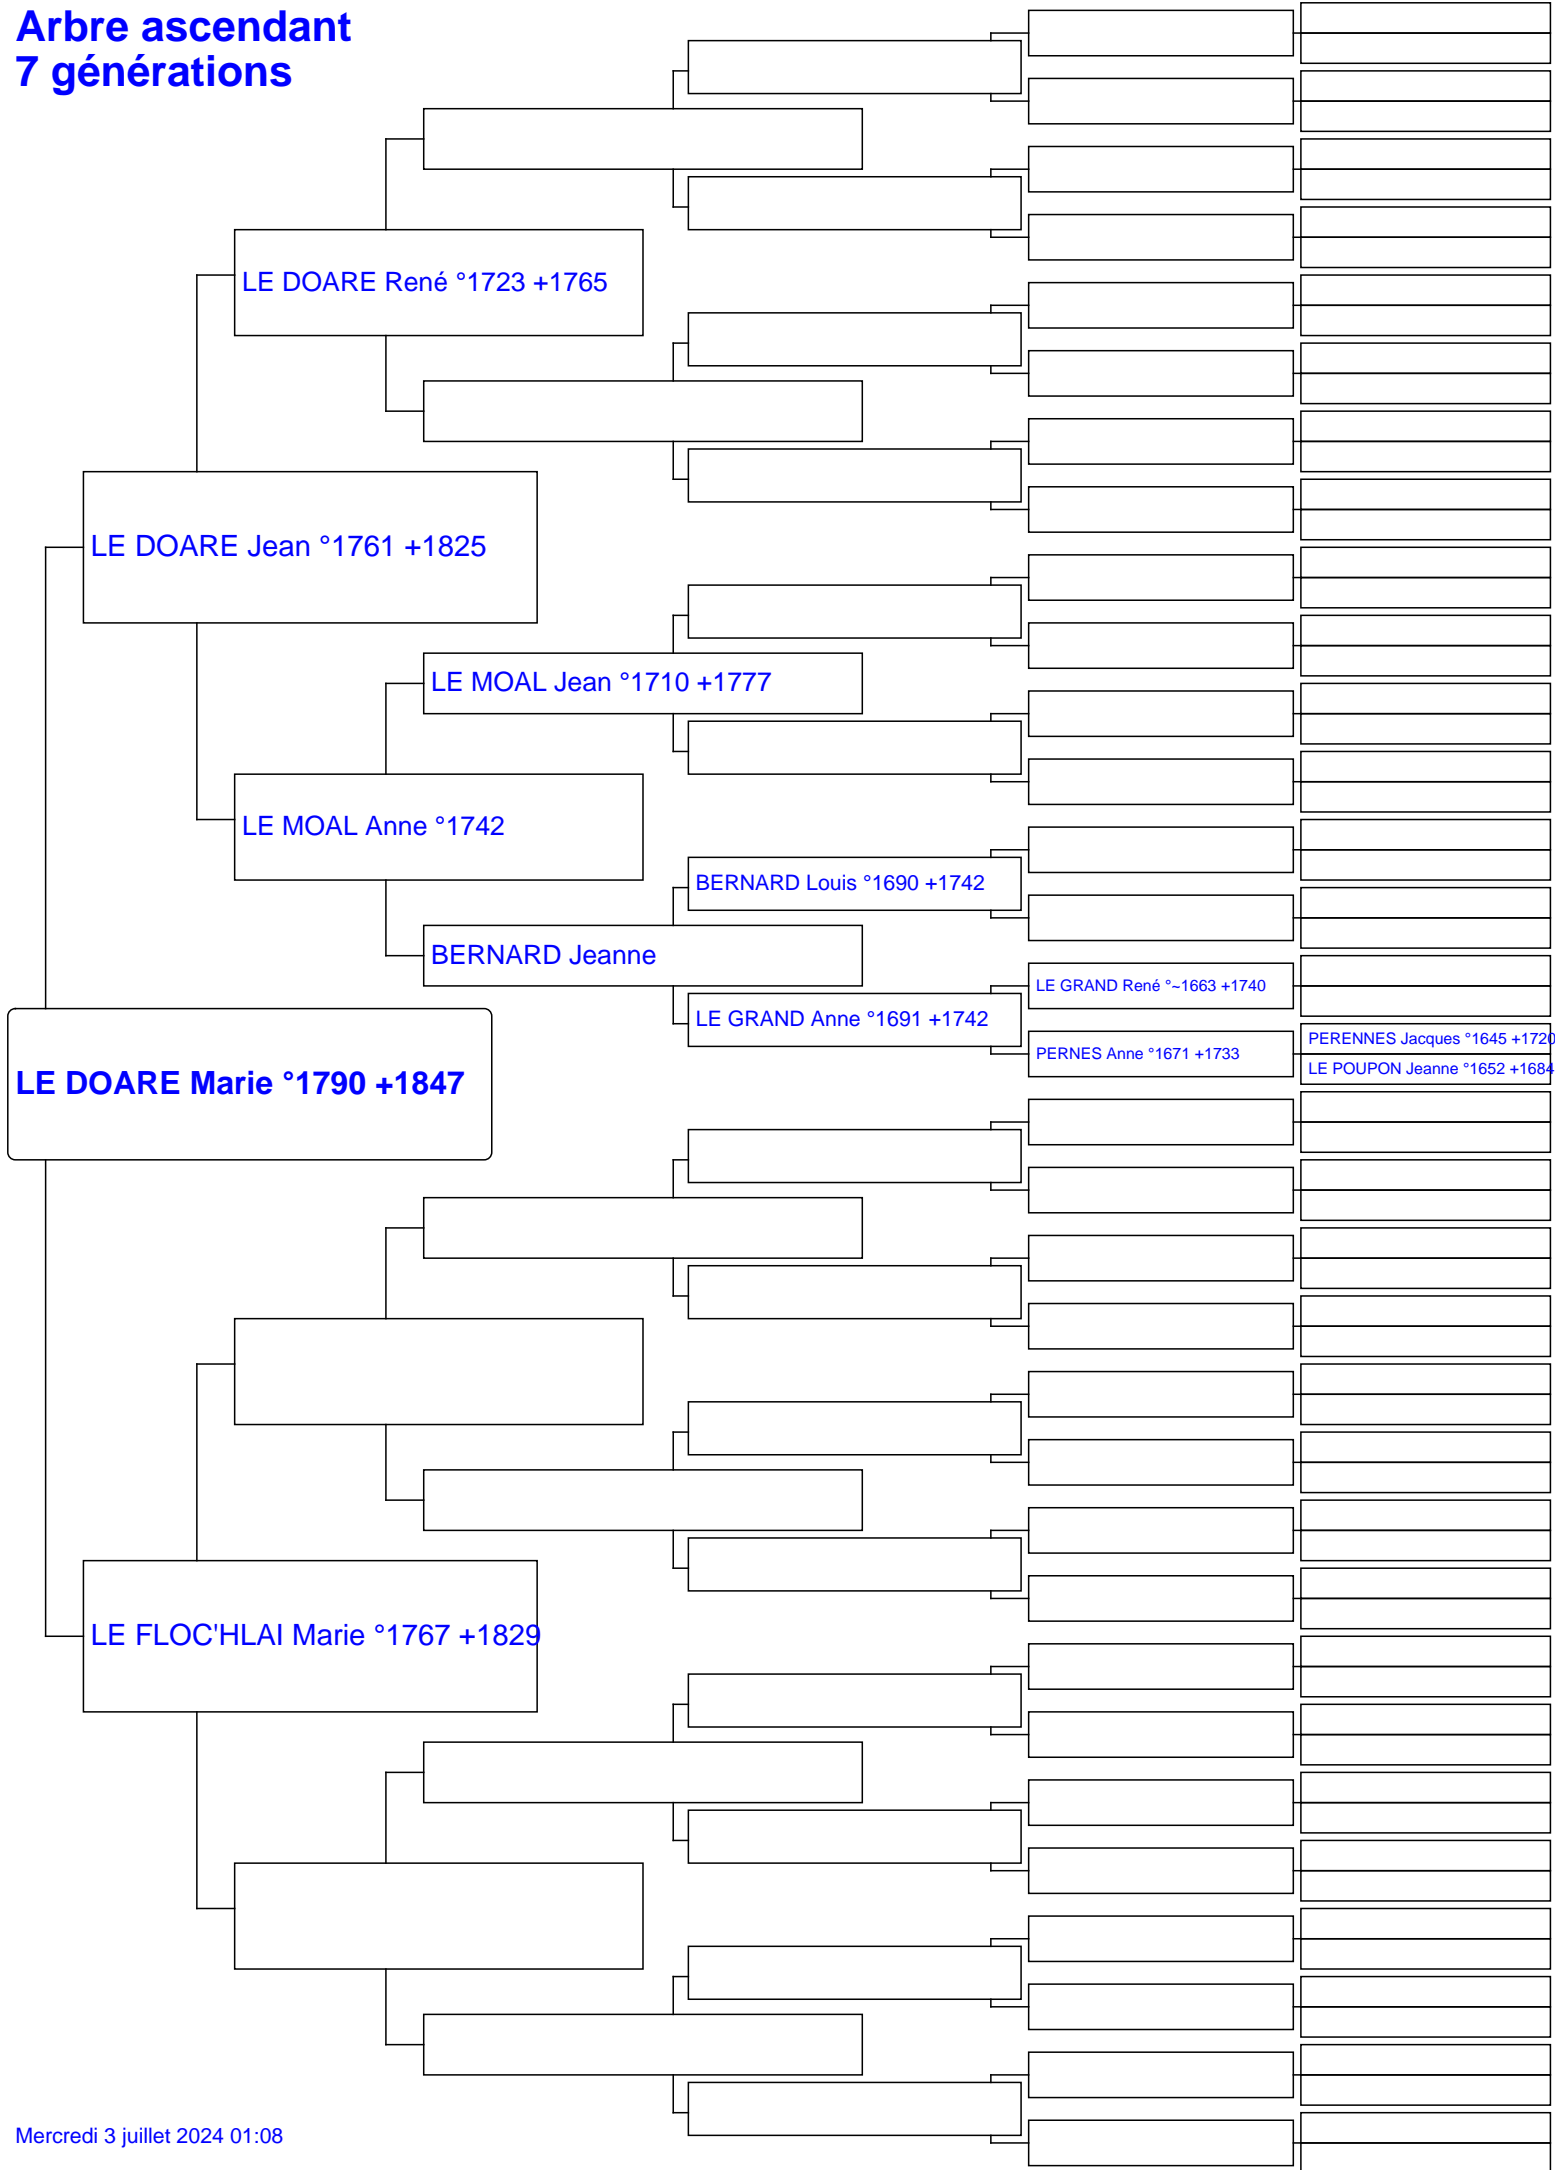 Arbre ascendant
7 générations
LE DOARE René °1723 +1765
LE DOARE Jean °1761 +1825
LE MOAL Jean °1710 +1777
LE MOAL Anne °1742
BERNARD Louis °1690 +1742
BERNARD Jeanne
LE GRAND René °~1663 +1740
LE GRAND Anne °1691 +1742
PERENNES Jacques °1645 +1720
PERNES Anne °1671 +1733
LE POUPON Jeanne °1652 +1684
LE DOARE Marie °1790 +1847
LE FLOC'HLAI Marie °1767 +1829
Mercredi 3 juillet 2024 01:08